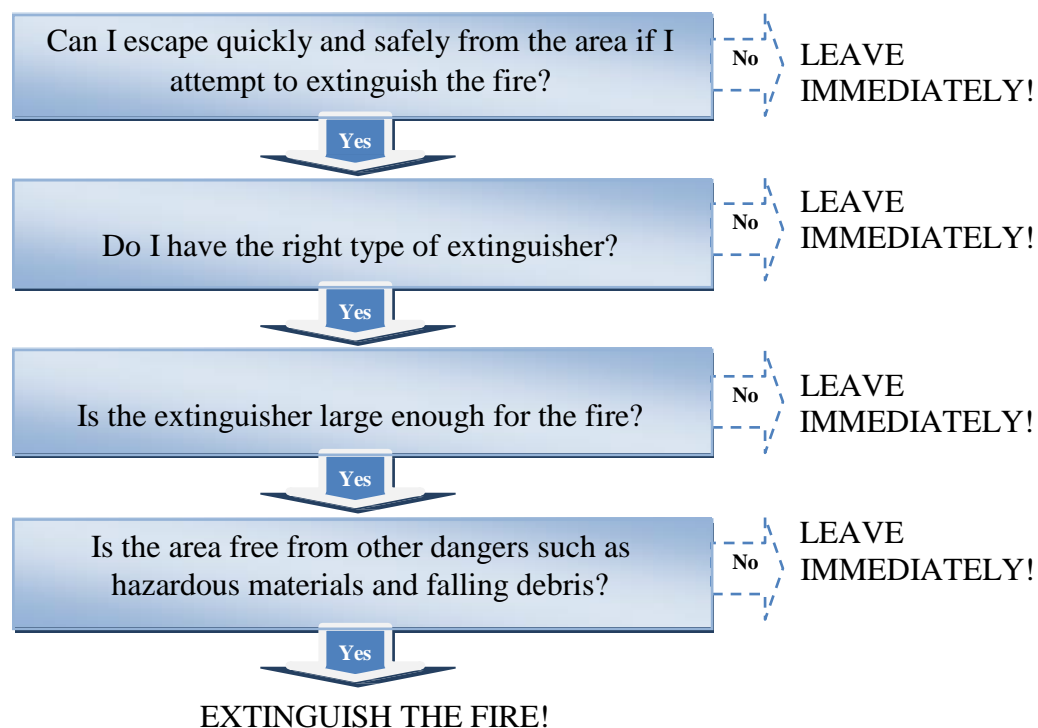 Can I escape quickly and safely from the area if I
attempt to extinguish the fire?
No
LEAVE
IMMEDIATELY!
Yes
Do I have the right type of extinguisher?
No
LEAVE
IMMEDIATELY!
Yes
Is the extinguisher large enough for the fire?
No
LEAVE
IMMEDIATELY!
Yes
Is the area free from other dangers such as
hazardous materials and falling debris?
No
LEAVE
IMMEDIATELY!
Yes
EXTINGUISH THE FIRE!